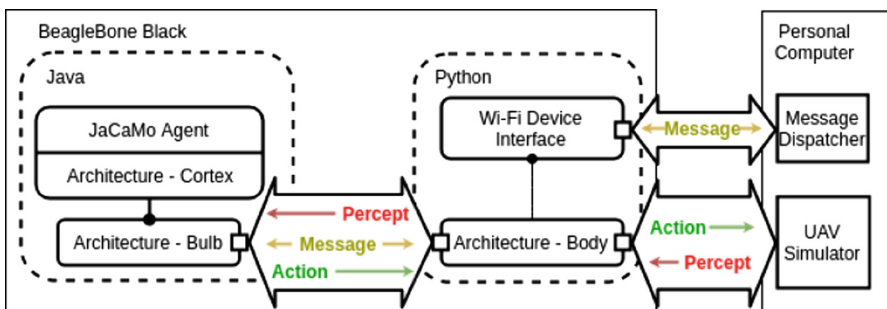 BeagleBone Black
Java
JaCaMo Agent
Architecture - Cortex
Architecture - Bulb
Percept
Message
Action
Python
Wi-Fi Device
Interface
Architecture - Body
Message
Action
Percept
Personal
Computer
Message
Dispatcher
UAV
Simulator